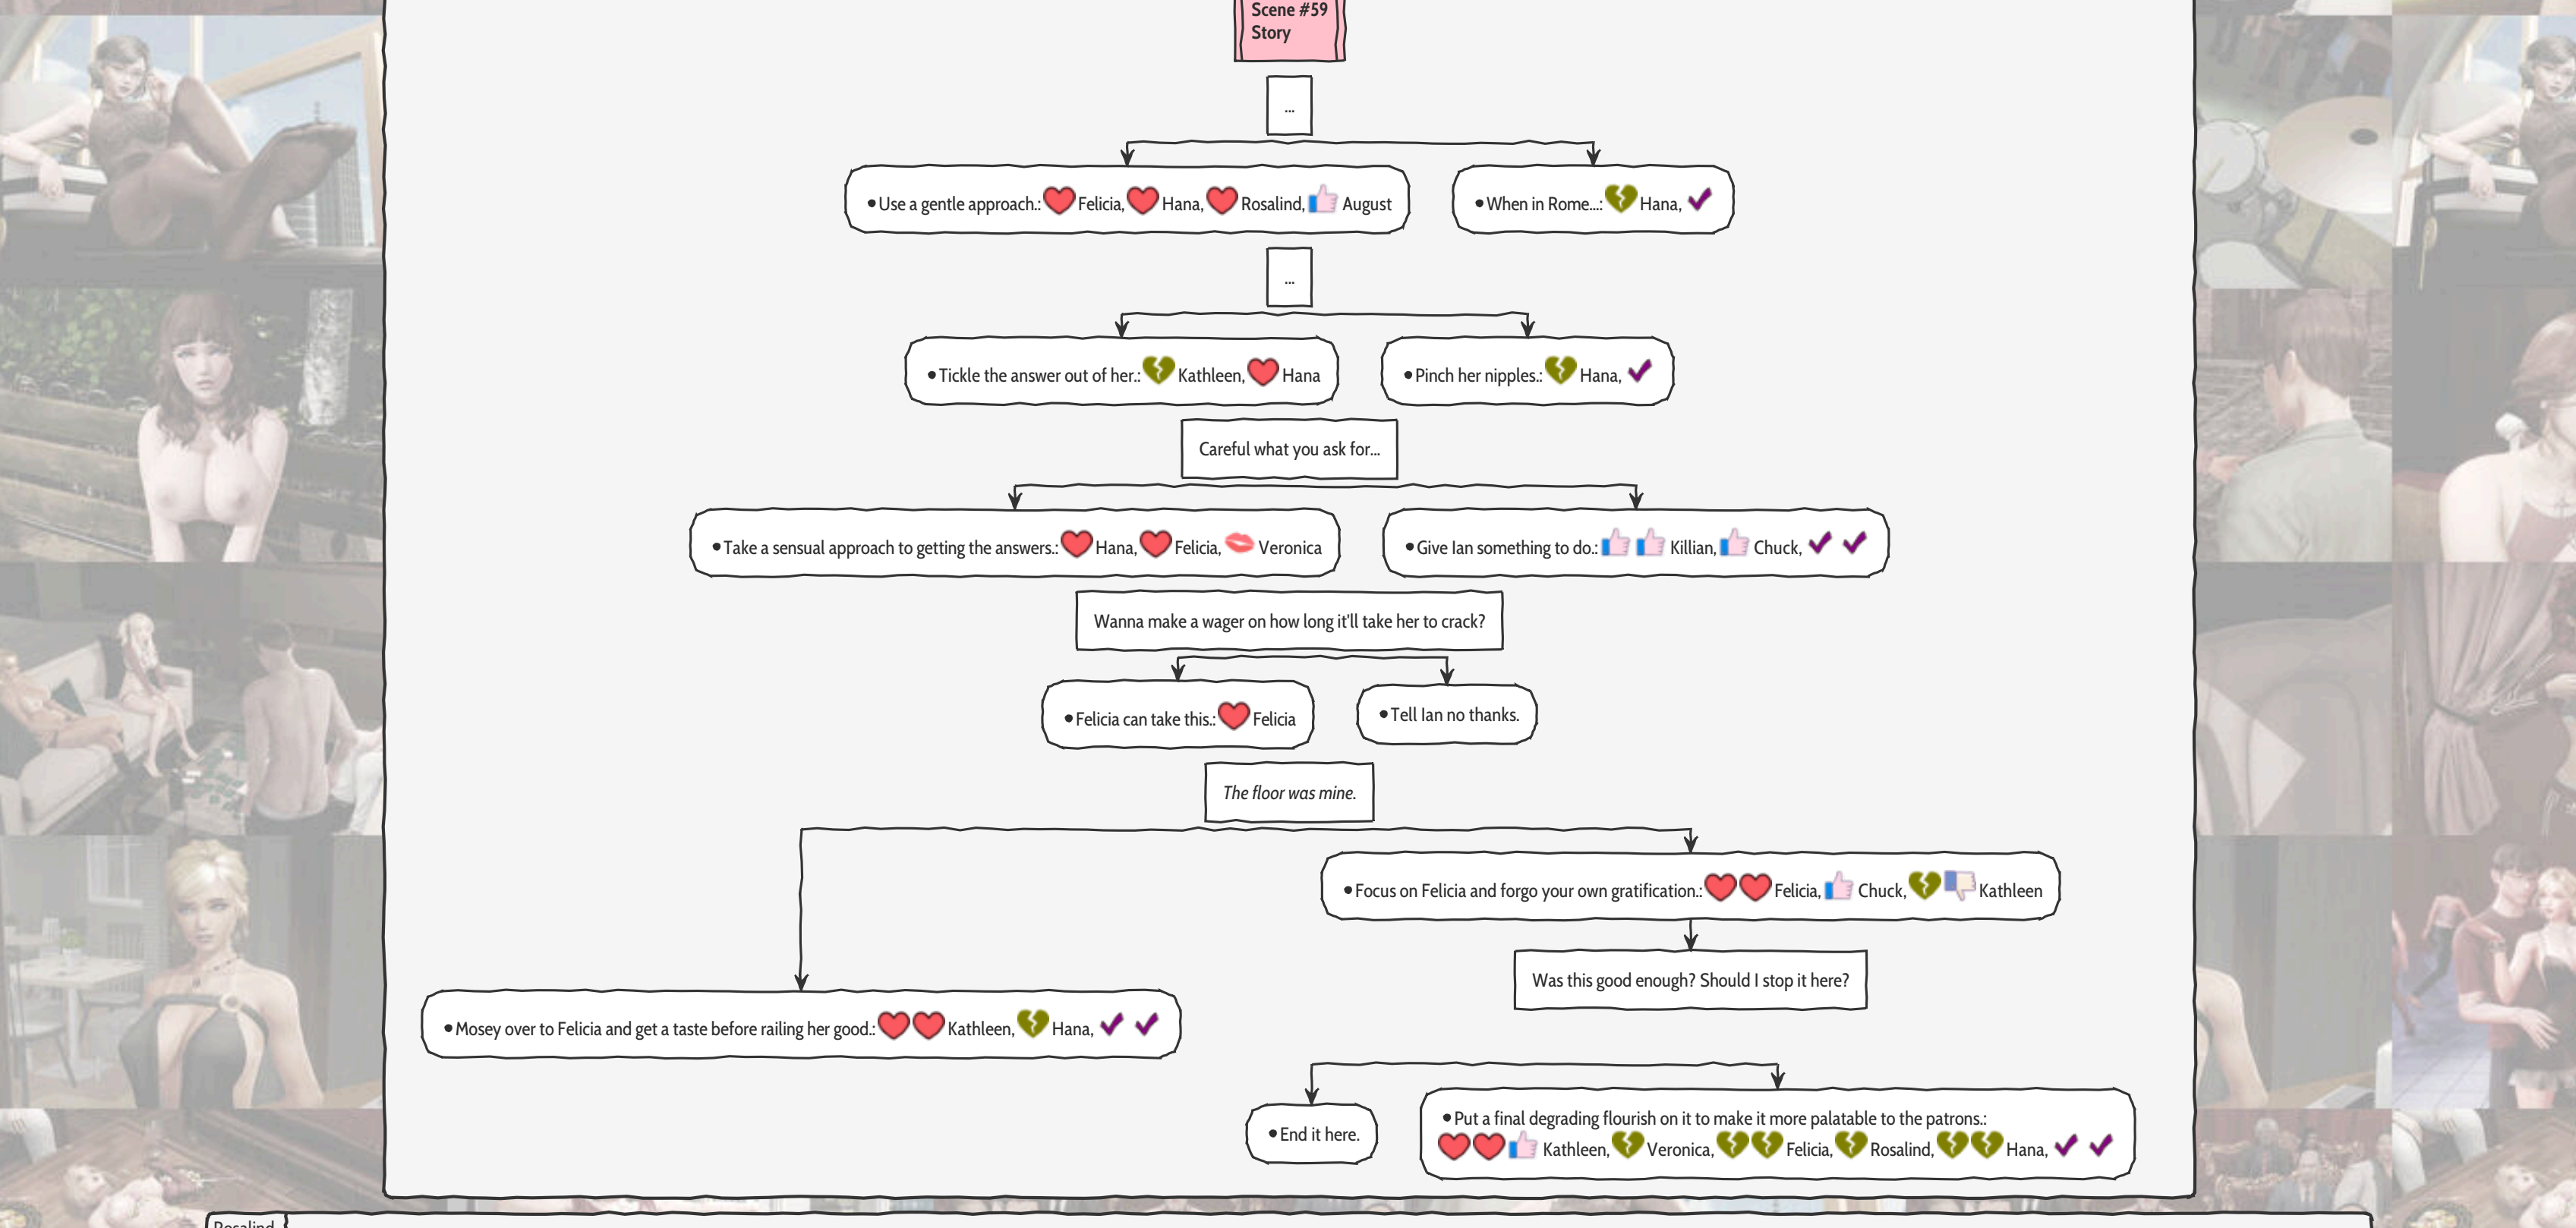 Scene #59
Story
...
•Use a gentle approach.: Felicia, Hana, Rosalind, August
•When in Rome...: Hana,
...
•Tickle the answer out of her.: Kathleen, Hana
•Pinch her nipples.: Hana,
Careful what you ask for...
•Take a sensual approach to getting the answers.: Hana, Felicia, Veronica
•Give Ian something to do.: Killian, Chuck,
Wanna make a wager on how long it'll take her to crack?
•Felicia can take this.: Felicia
•Tell Ian no thanks.
The floor was mine.
•Focus on Felicia and forgo your own gratification.: Felicia, Chuck, Kathleen
Was this good enough? Should I stop it here?
•Mosey over to Felicia and get a taste before railing her good.: Kathleen, Hana,
•End it here.
•Put a final degrading flourish on it to make it more palatable to the patrons.:
Kathleen, Veronica, Felicia, Rosalind, Hana,
Rosalind